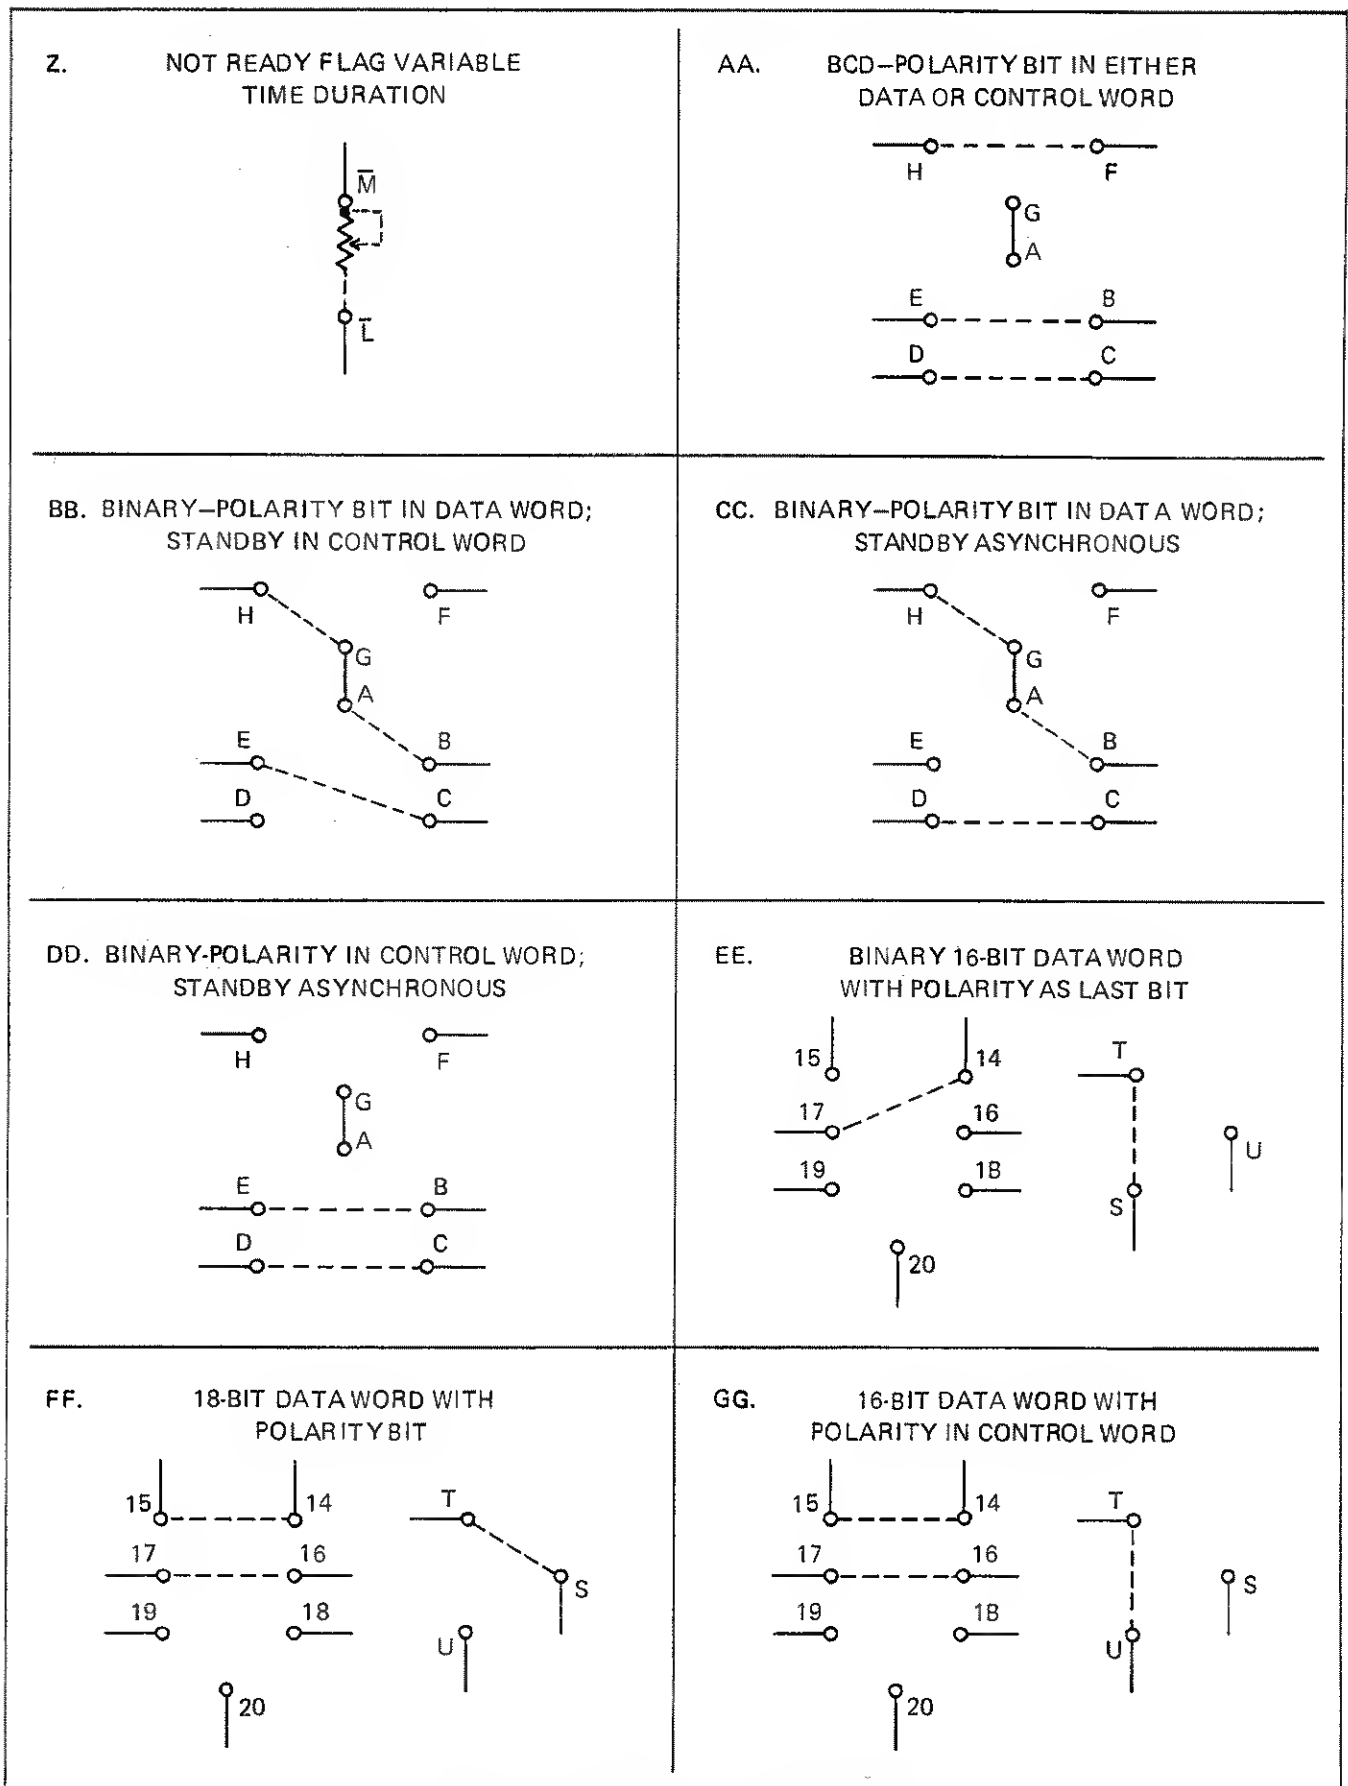 Z. NOT READY FLAG VARIABLE
TIME DURATION
M̅
L̅
AA. BCD–POLARITY BIT IN EITHER
DATA OR CONTROL WORD
H F
G
A
E B
D C
BB. BINARY–POLARITY BIT IN DATA WORD;
STANDBY IN CONTROL WORD
H F
G
A
E B
D C
CC. BINARY–POLARITY BIT IN DATA WORD;
STANDBY ASYNCHRONOUS
H F
G
A
E B
D C
DD. BINARY-POLARITY IN CONTROL WORD;
STANDBY ASYNCHRONOUS
H F
G
A
E B
D C
EE. BINARY 16-BIT DATA WORD
WITH POLARITY AS LAST BIT
15 14 T
17 16 U
19 18 S
20
FF. 18-BIT DATA WORD WITH
POLARITY BIT
15 14 T
17 16 S
19 18 U
20
GG. 16-BIT DATA WORD WITH
POLARITY IN CONTROL WORD
15 14 T
17 16 S
19 18 U
20